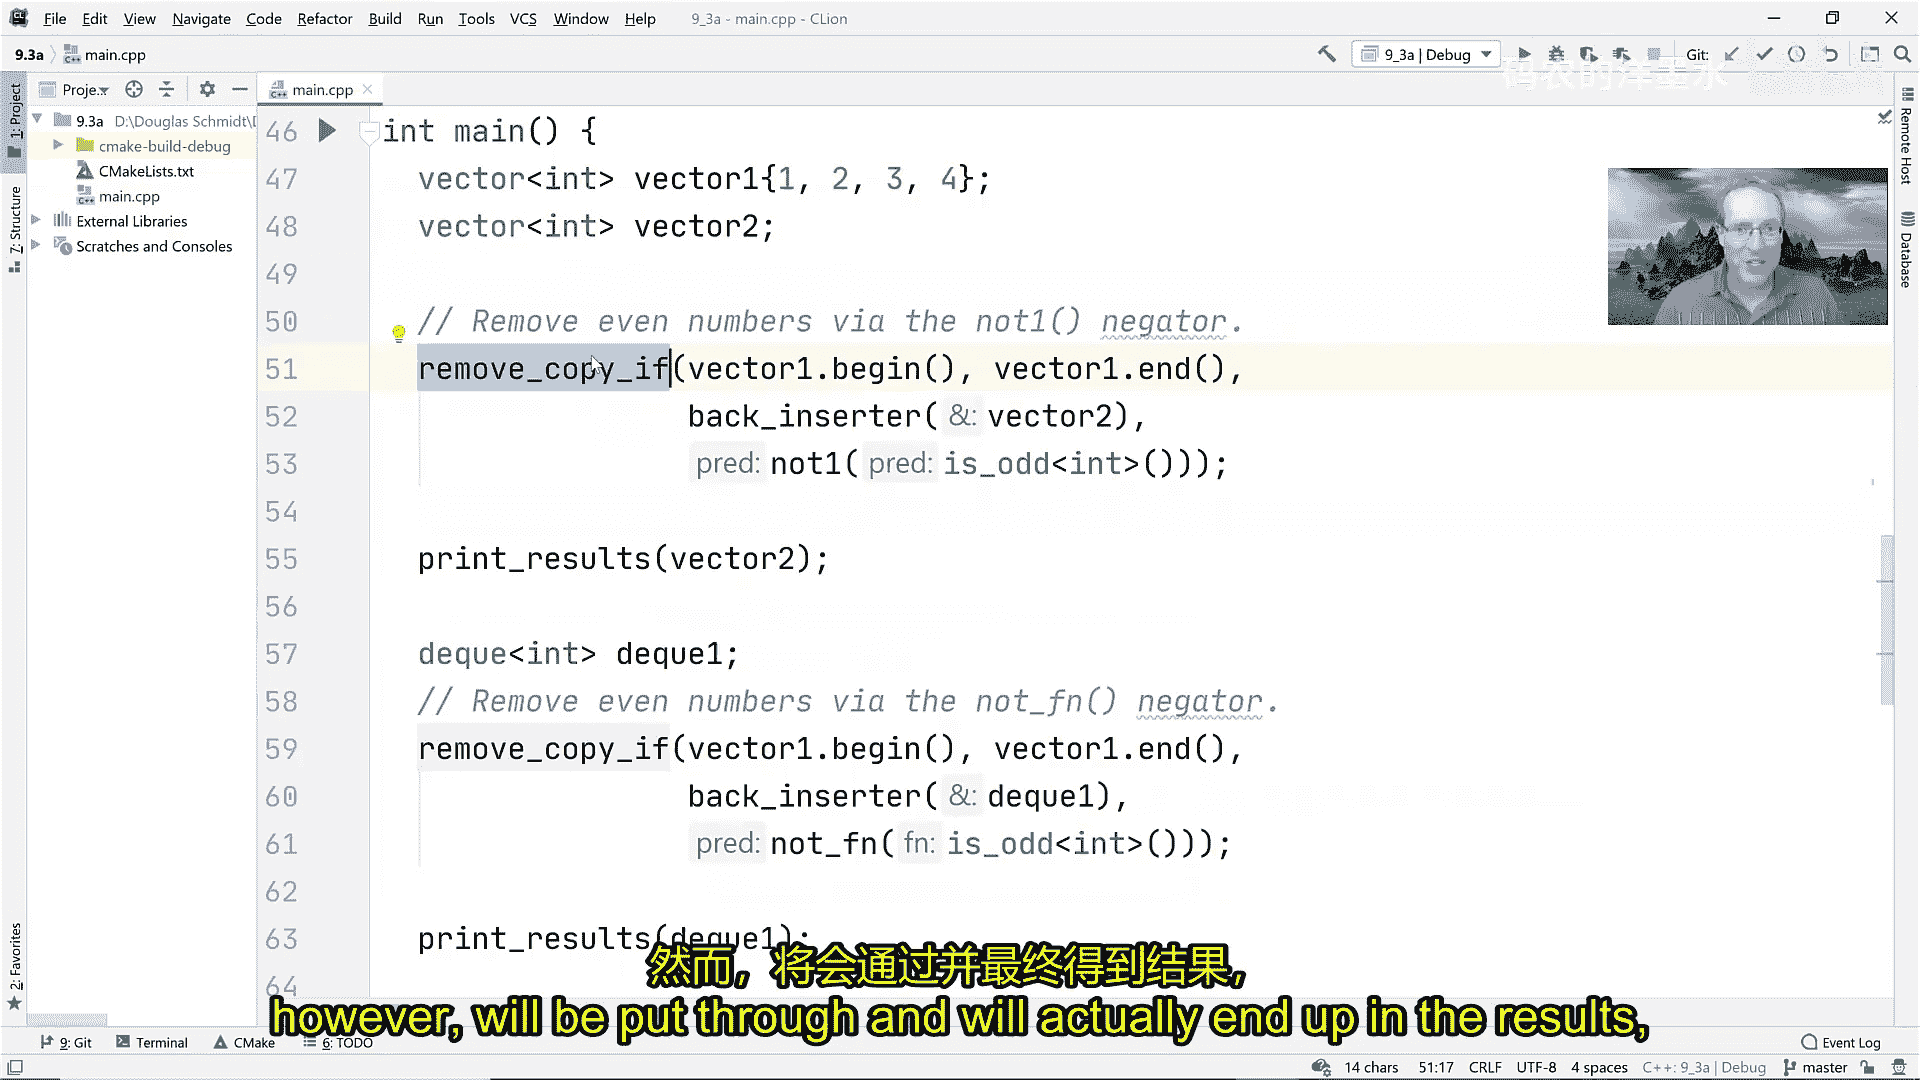 File Edit View Navigate Code Refactor Build Run Tools VCS Window Help 9_3a - main.cpp - CLion
9.3a main.cpp 9_3a | Debug Git:
码农的洋墨水
1: Project Proje... main.cpp
9.3a D:\Douglas Schmidt\
cmake-build-debug
CMakeLists.txt
main.cpp
External Libraries
Scratches and Consoles
7: Structure
2: Favorites
46 int main() {
47 vector<int> vector1{1, 2, 3, 4};
48 vector<int> vector2;
49
50 // Remove even numbers via the not1() negator.
51 remove_copy_if(vector1.begin(), vector1.end(),
52 back_inserter( &: vector2),
53 pred: not1( pred: is_odd<int>()));
54
55 print_results(vector2);
56
57 deque<int> deque1;
58 // Remove even numbers via the not_fn() negator.
59 remove_copy_if(vector1.begin(), vector1.end(),
60 back_inserter( &: deque1),
61 pred: not_fn( fn: is_odd<int>()));
62
63 print_results(deque1);
64
Remote Host
Database
然而，将会通过并最终得到结果，
however, will be put through and will actually end up in the results,
9: Git Terminal CMake 6: TODO Event Log
14 chars 51:17 CRLF UTF-8 4 spaces C++: 9_3a | Debug master